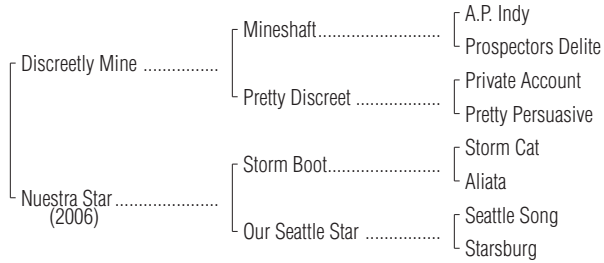 A.P. Indy
Mineshaft
Prospectors Delite
Discreetly Mine
Private Account
Pretty Discreet
Pretty Persuasive
Storm Cat
Storm Boot
Aliata
Nuestra Star
(2006)
Seattle Song
Our Seattle Star
Starsburg